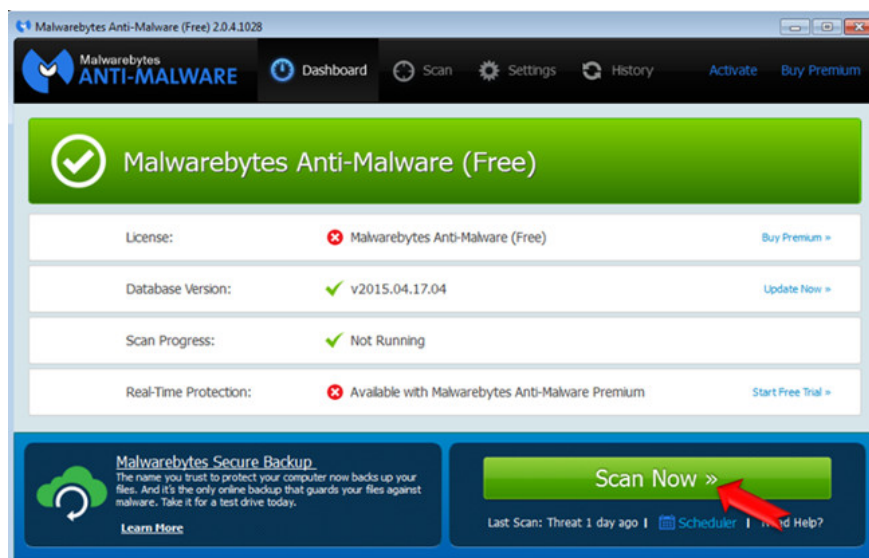 Malwarebytes Anti-Malware (Free) 2.0.4.1028
Malwarebytes
ANTI-MALWARE
Dashboard
Scan
Settings
History
Activate
Buy Premium
Malwarebytes Anti-Malware (Free)
License:
Malwarebytes Anti-Malware (Free)
Buy Premium »
Database Version:
v2015.04.17.04
Update Now »
Scan Progress:
Not Running
Real-Time Protection:
Available with Malwarebytes Anti-Malware Premium
Start Free Trial »
Malwarebytes Secure Backup
The name you trust to protect your computer now backs up your
files. And it's the only online backup that guards your files against
malware. Take it for a test drive today.
Learn More
Scan Now »
Last Scan: Threat 1 day ago | Scheduler | Help?